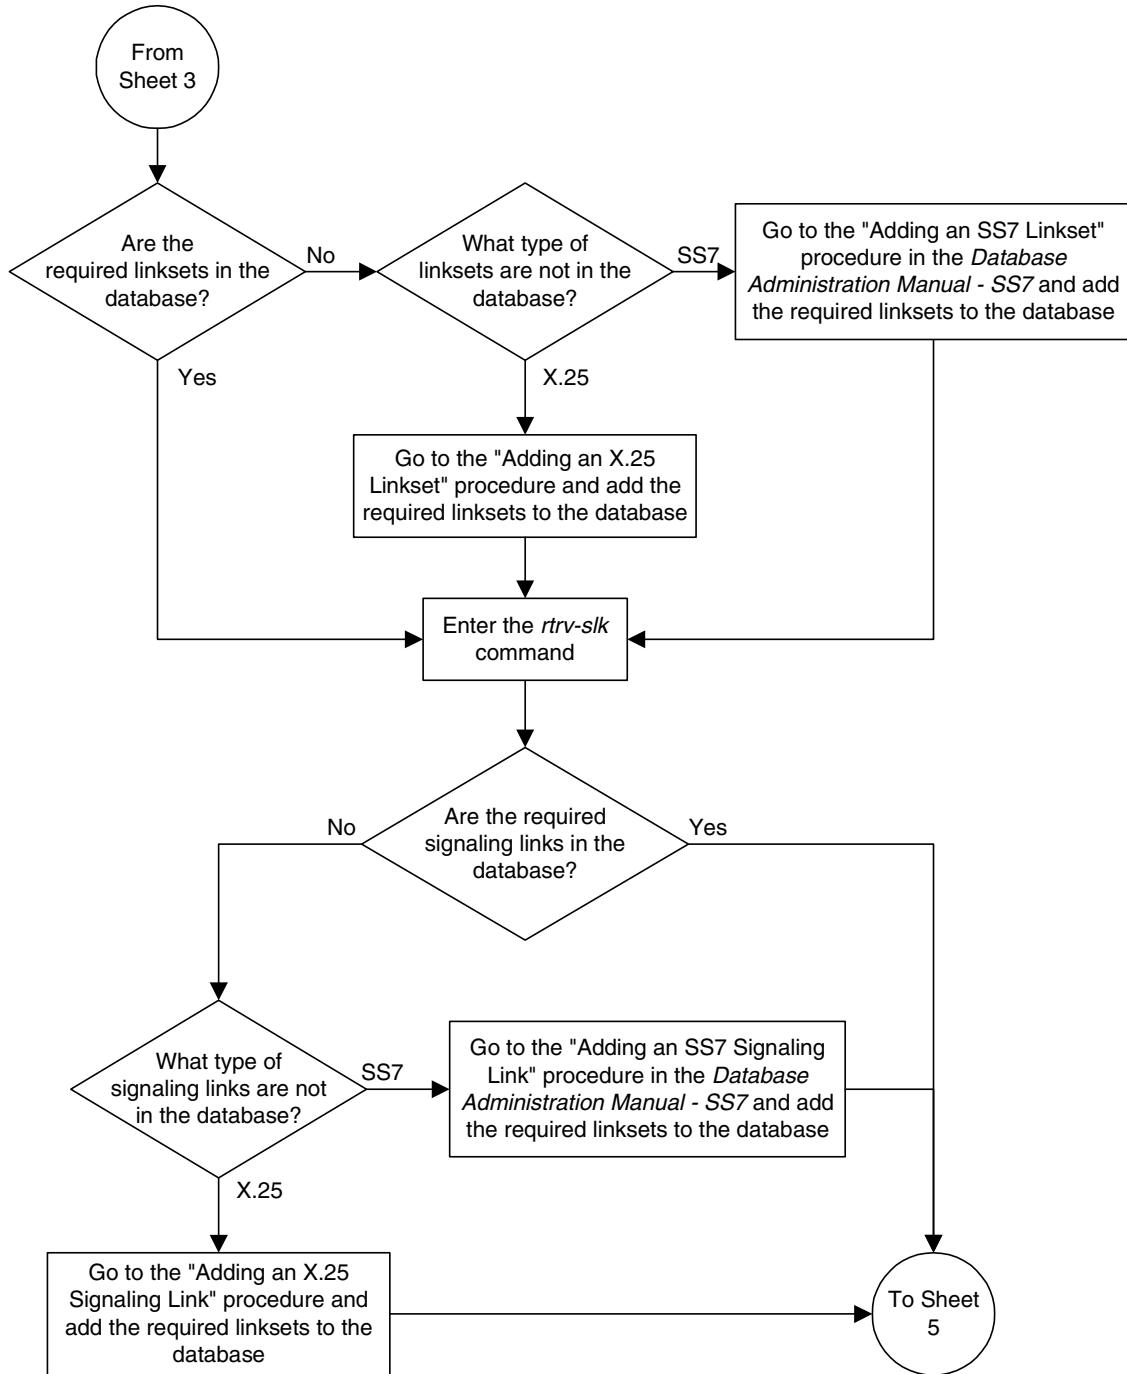 From
Sheet 3
Are the
required linksets in the
database?
No
What type of
linksets are not in the
database?
SS7
Go to the "Adding an SS7 Linkset"
procedure in the Database
Administration Manual - SS7 and add
the required linksets to the database
Yes
X.25
Go to the "Adding an X.25
Linkset" procedure and add the
required linksets to the database
Enter the rtrv-slk
command
Are the required
signaling links in the
database?
No
Yes
What type of
signaling links are not
in the database?
SS7
Go to the "Adding an SS7 Signaling
Link" procedure in the Database
Administration Manual - SS7 and add
the required linksets to the database
X.25
Go to the "Adding an X.25
Signaling Link" procedure and
add the required linksets to the
database
To Sheet
5